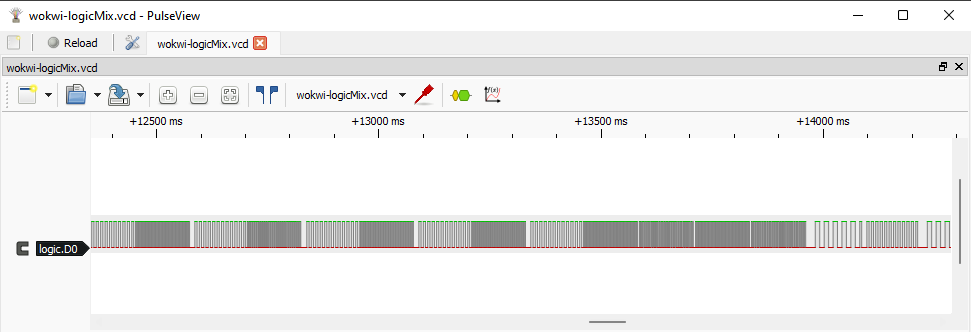 wokwi-logicMix.vcd - PulseView
Reload
wokwi-logicMix.vcd
wokwi-logicMix.vcd
wokwi-logicMix.vcd
f(x)
+12500 ms +13000 ms +13500 ms +14000 ms
logic.D0